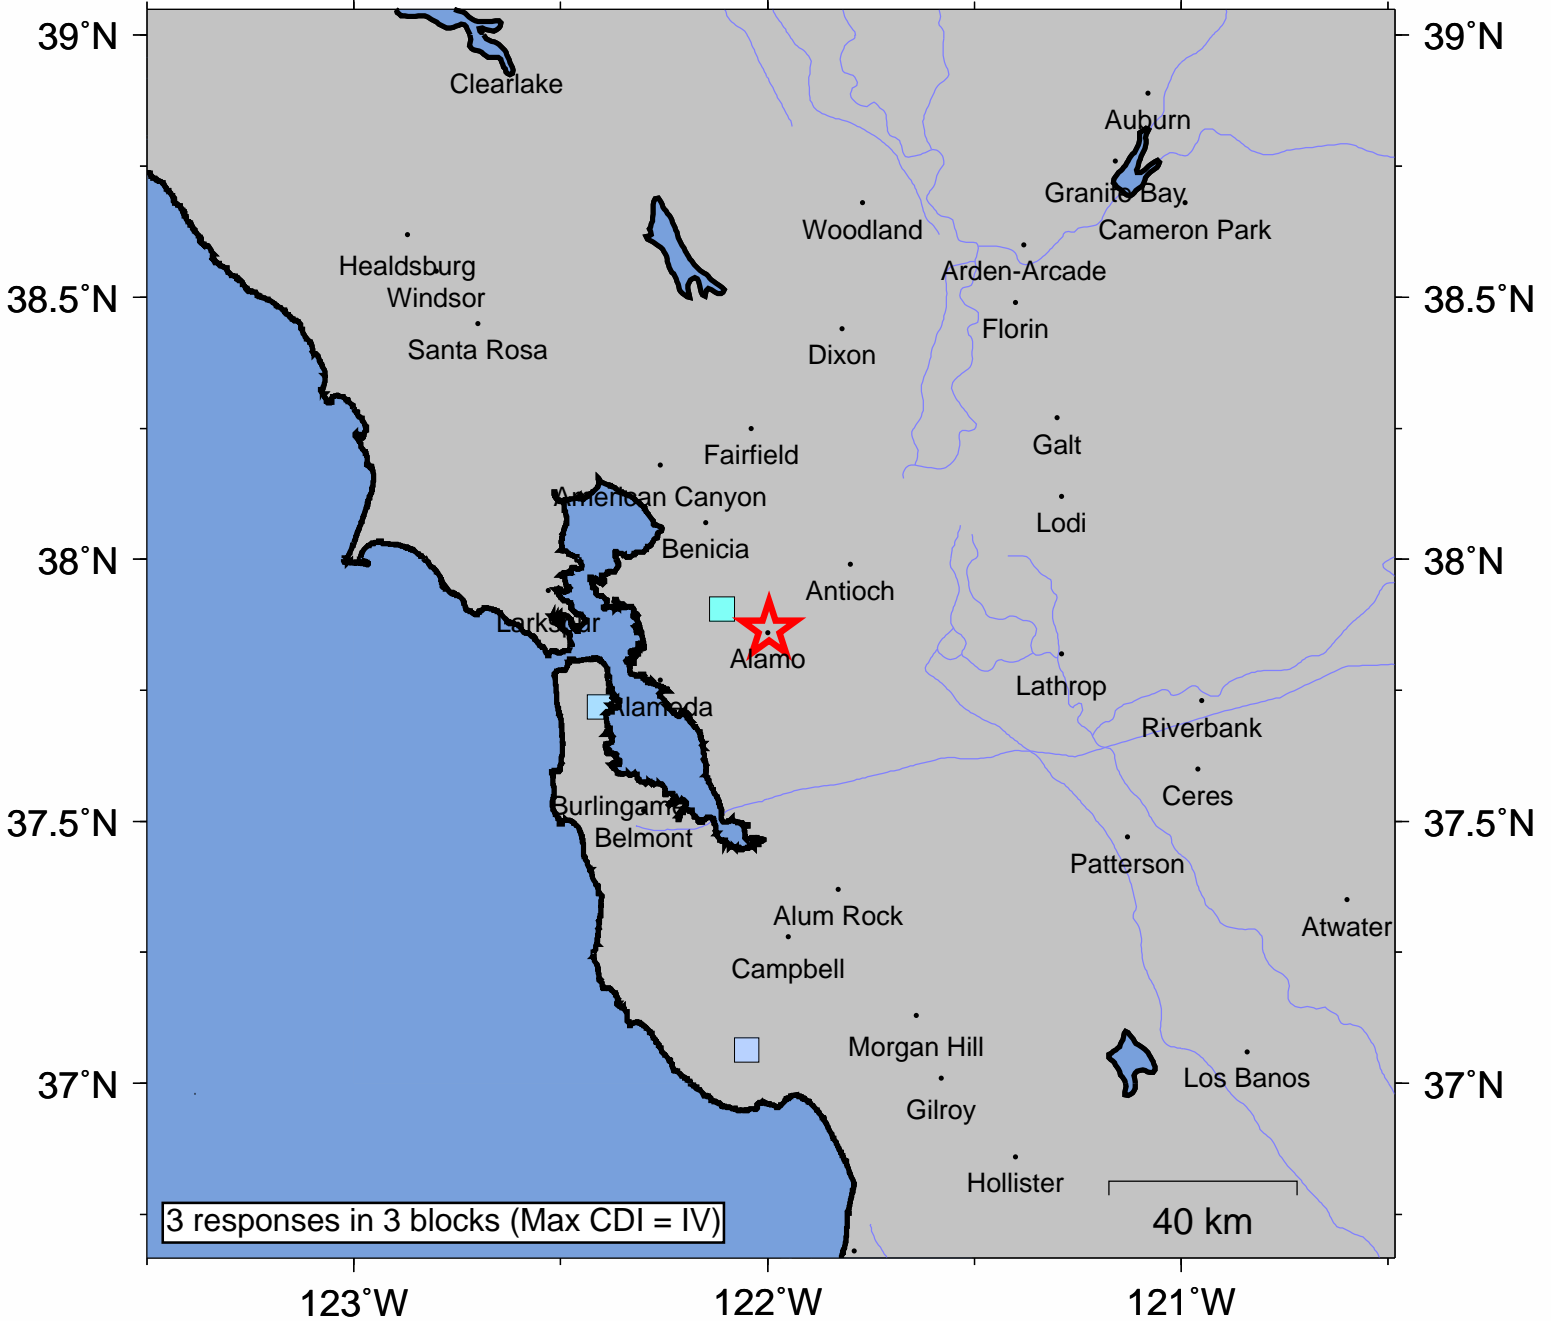 39°N
39°N
Clearlake
Auburn
Granite Bay
Woodland
Cameron Park
Healdsburg
Arden-Arcade
Windsor
38.5°N
38.5°N
Florin
Santa Rosa
Dixon
Galt
Fairfield
American Canyon
Lodi
Benicia
38°N
38°N
Antioch
Larkspur
Alamo
Lathrop
Alameda
Riverbank
Ceres
Burlingame
37.5°N
37.5°N
Belmont
Patterson
Alum Rock
Atwater
Campbell
Morgan Hill
Los Banos
37°N
37°N
Gilroy
Hollister
3 responses in 3 blocks (Max CDI = IV)
40 km
123°W
122°W
121°W